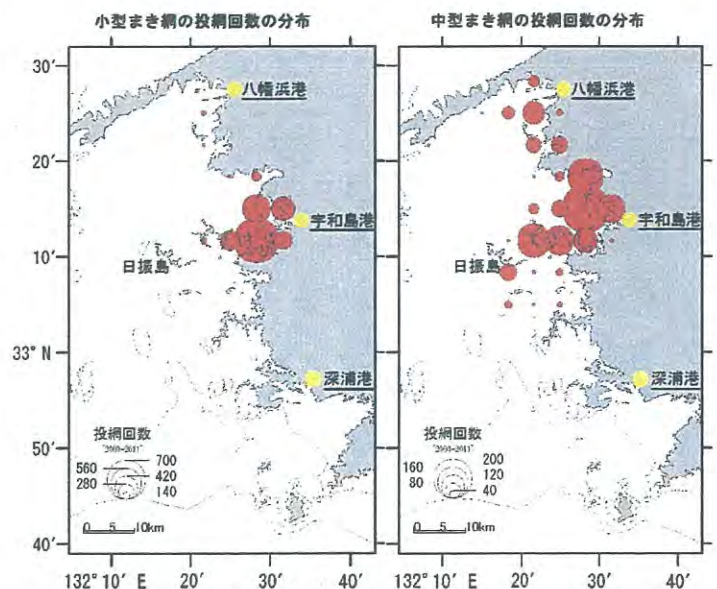 小型まき網の投網回数の分布
30′
20′
10′
33° N
50′
40′
八幡浜港
宇和島港
日振島
深浦港
投網回数
560
280
700
420
140
0 5 10km
132° 10′ E 20′ 30′ 40′
中型まき網の投網回数の分布
八幡浜港
宇和島港
日振島
深浦港
投網回数
160
80
200
120
40
0 5 10km
132° 10′ E 20′ 30′ 40′